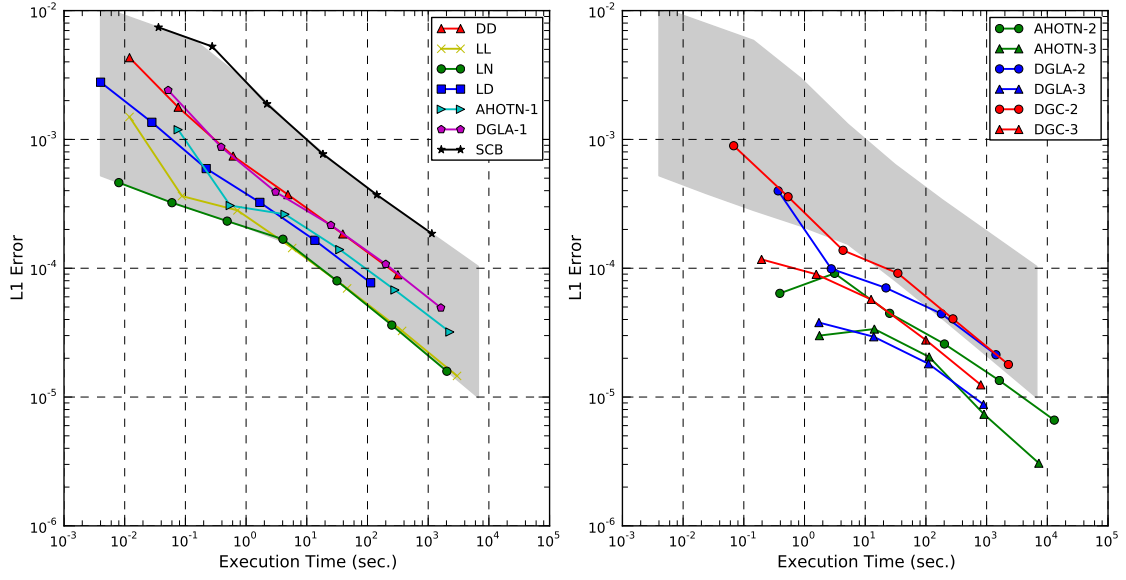 10^-2
10^-3
10^-4
10^-5
10^-6
L1 Error
10^-3 10^-2 10^-1 10^0 10^1 10^2 10^3 10^4 10^5
Execution Time (sec.)
DD
LL
LN
LD
AHOTN-1
DGLA-1
SCB
10^-2
10^-3
10^-4
10^-5
10^-6
L1 Error
10^-3 10^-2 10^-1 10^0 10^1 10^2 10^3 10^4 10^5
Execution Time (sec.)
AHOTN-2
AHOTN-3
DGLA-2
DGLA-3
DGC-2
DGC-3